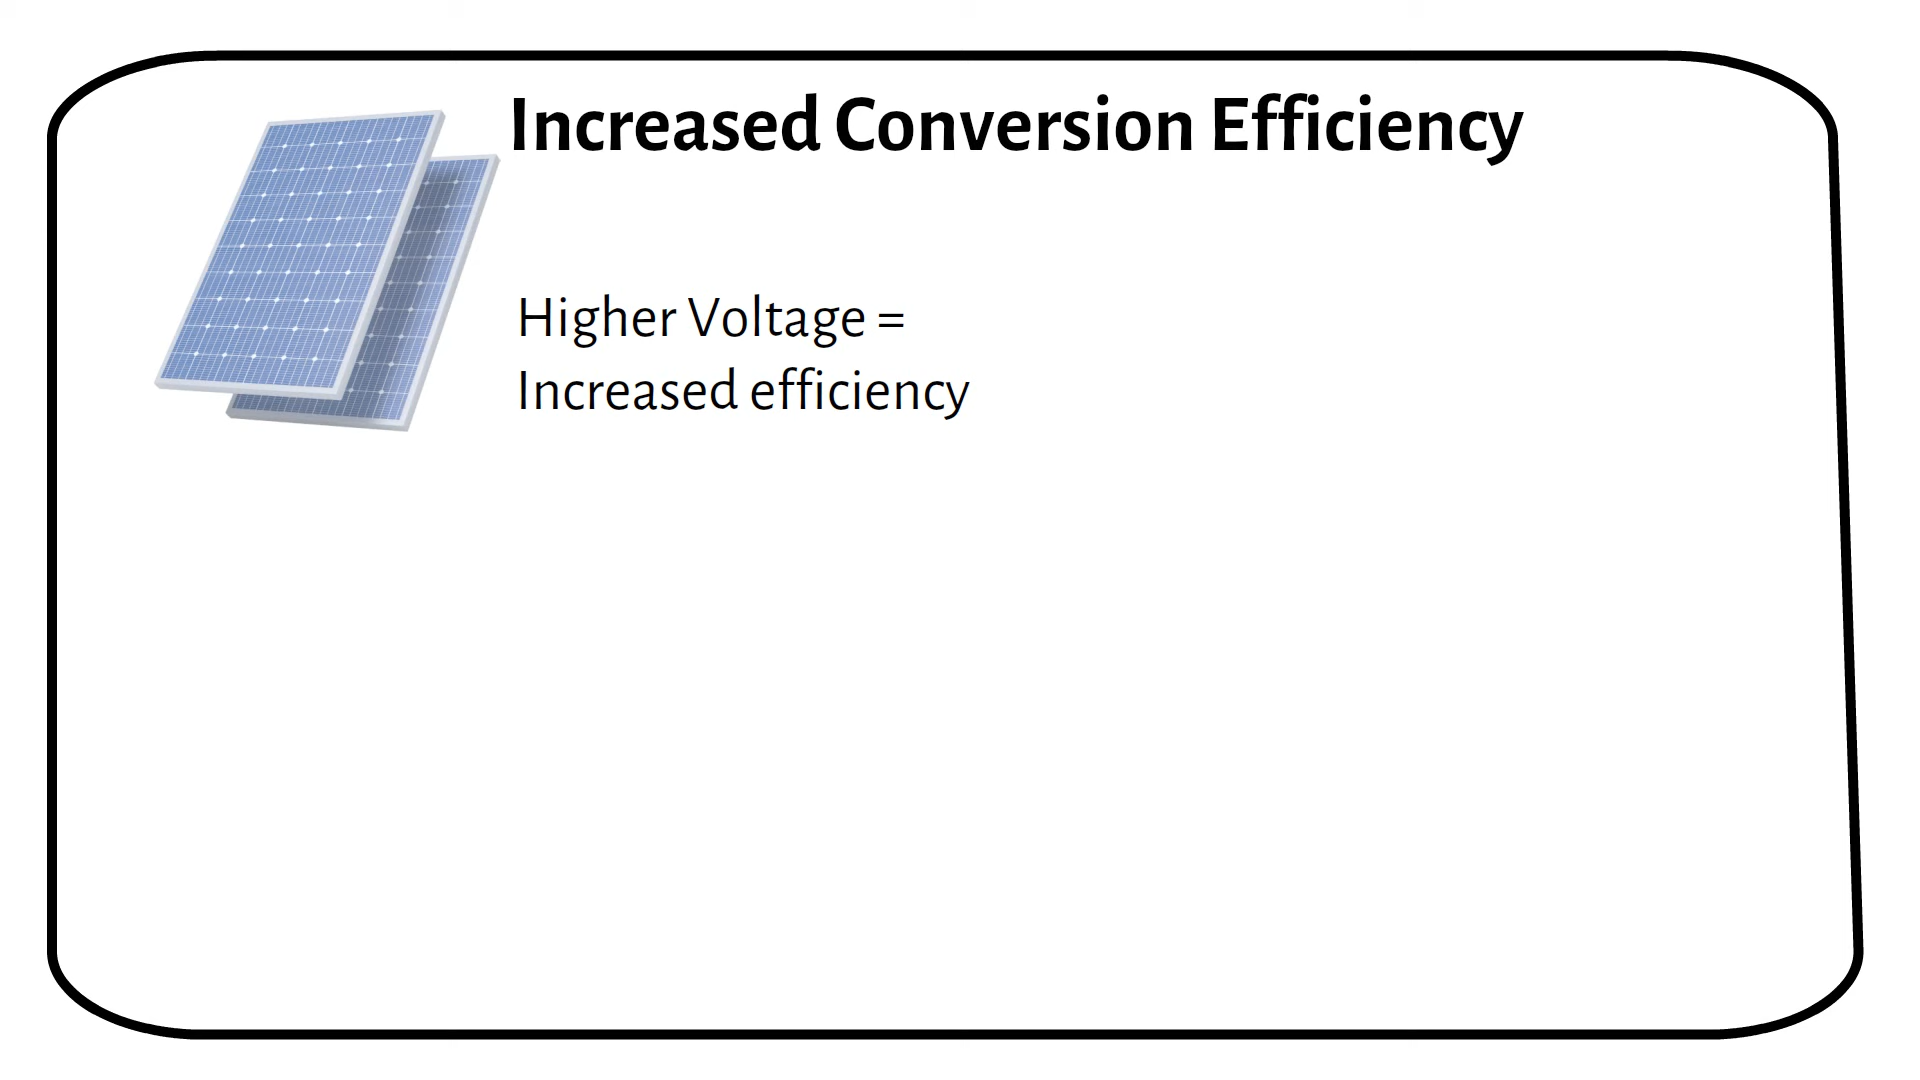 Increased Conversion Efficiency
Higher Voltage =
Increased efficiency